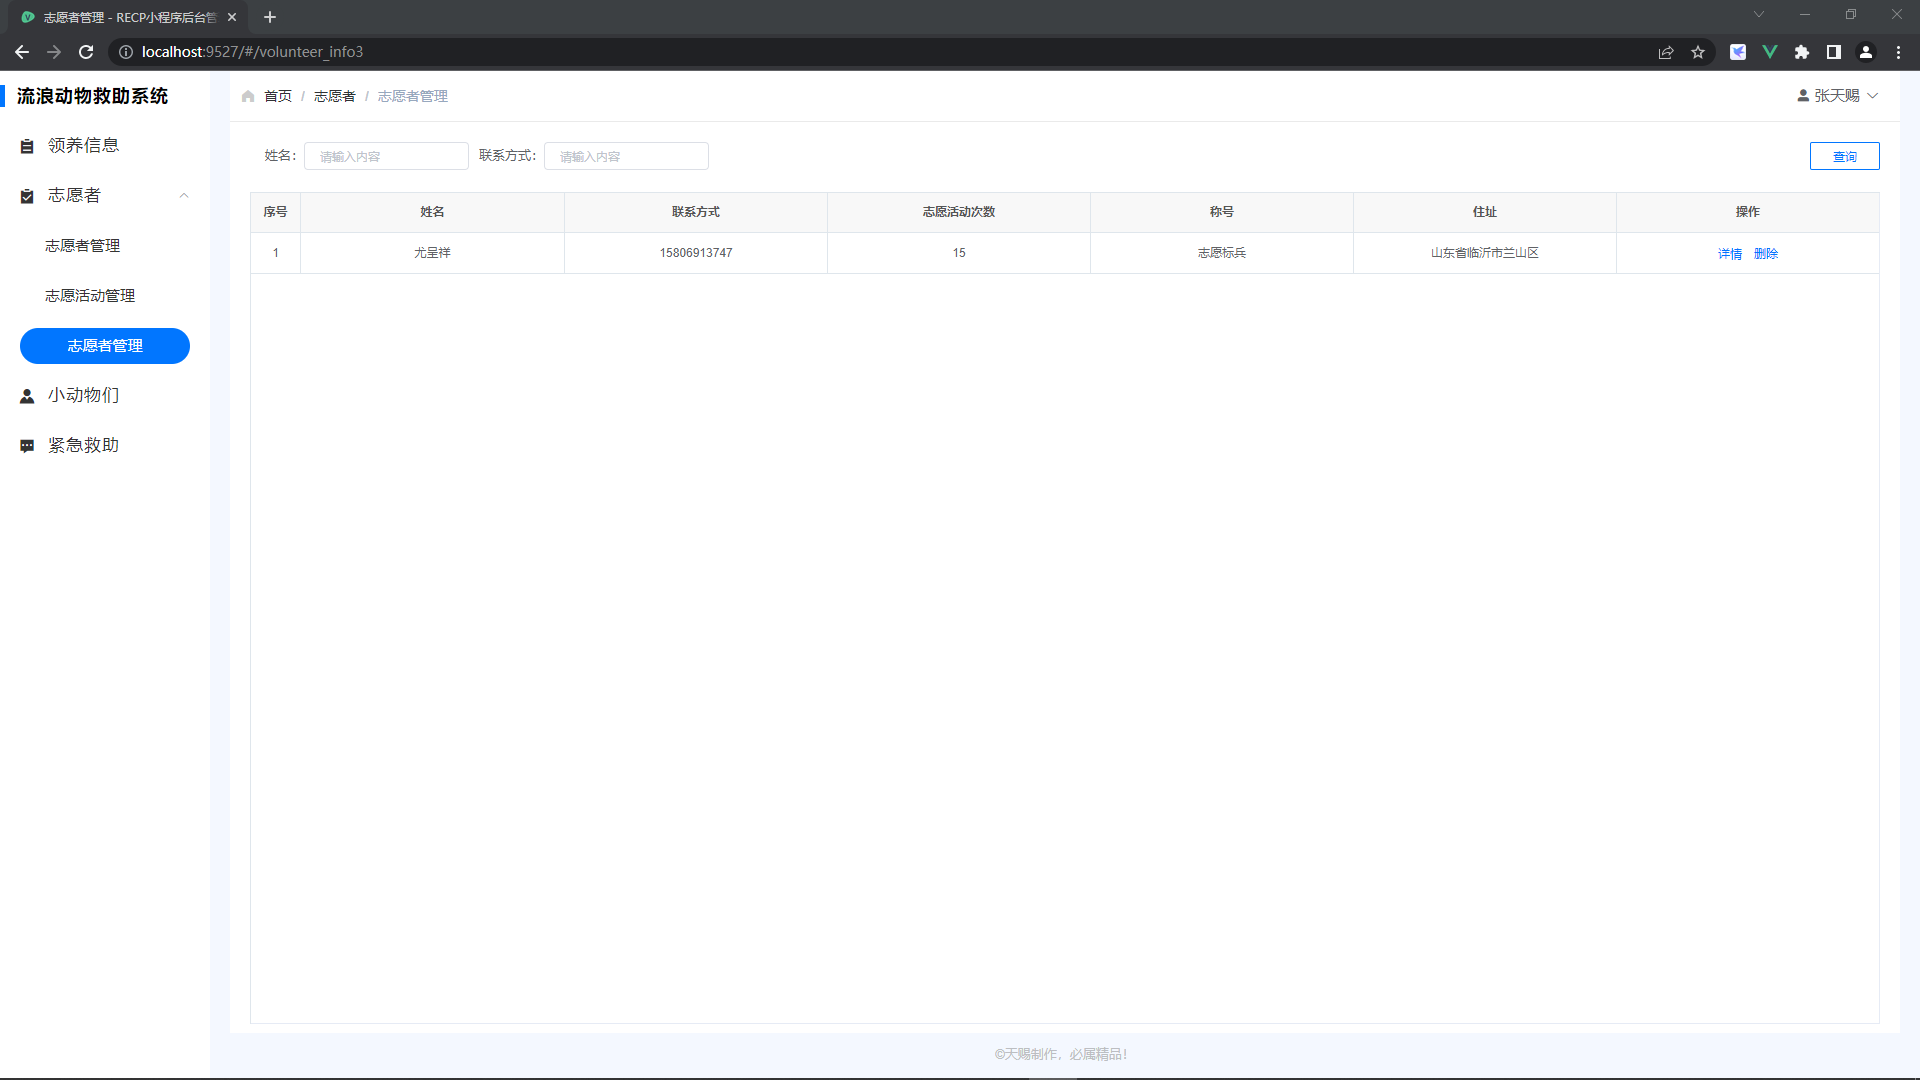 志愿者管理 - RECP小程序后台管
localhost:9527/#/volunteer_info3
流浪动物救助系统
领养信息
志愿者
志愿者管理
志愿活动管理
志愿者管理
小动物们
紧急救助
首页 / 志愿者 / 志愿者管理
张天赐
姓名： 请输入内容 联系方式： 请输入内容 查询
序号 姓名 联系方式 志愿活动次数 称号 住址 操作
1 尤呈祥 15806913747 15 志愿标兵 山东省临沂市兰山区 详情 删除
©天赐制作，必属精品！